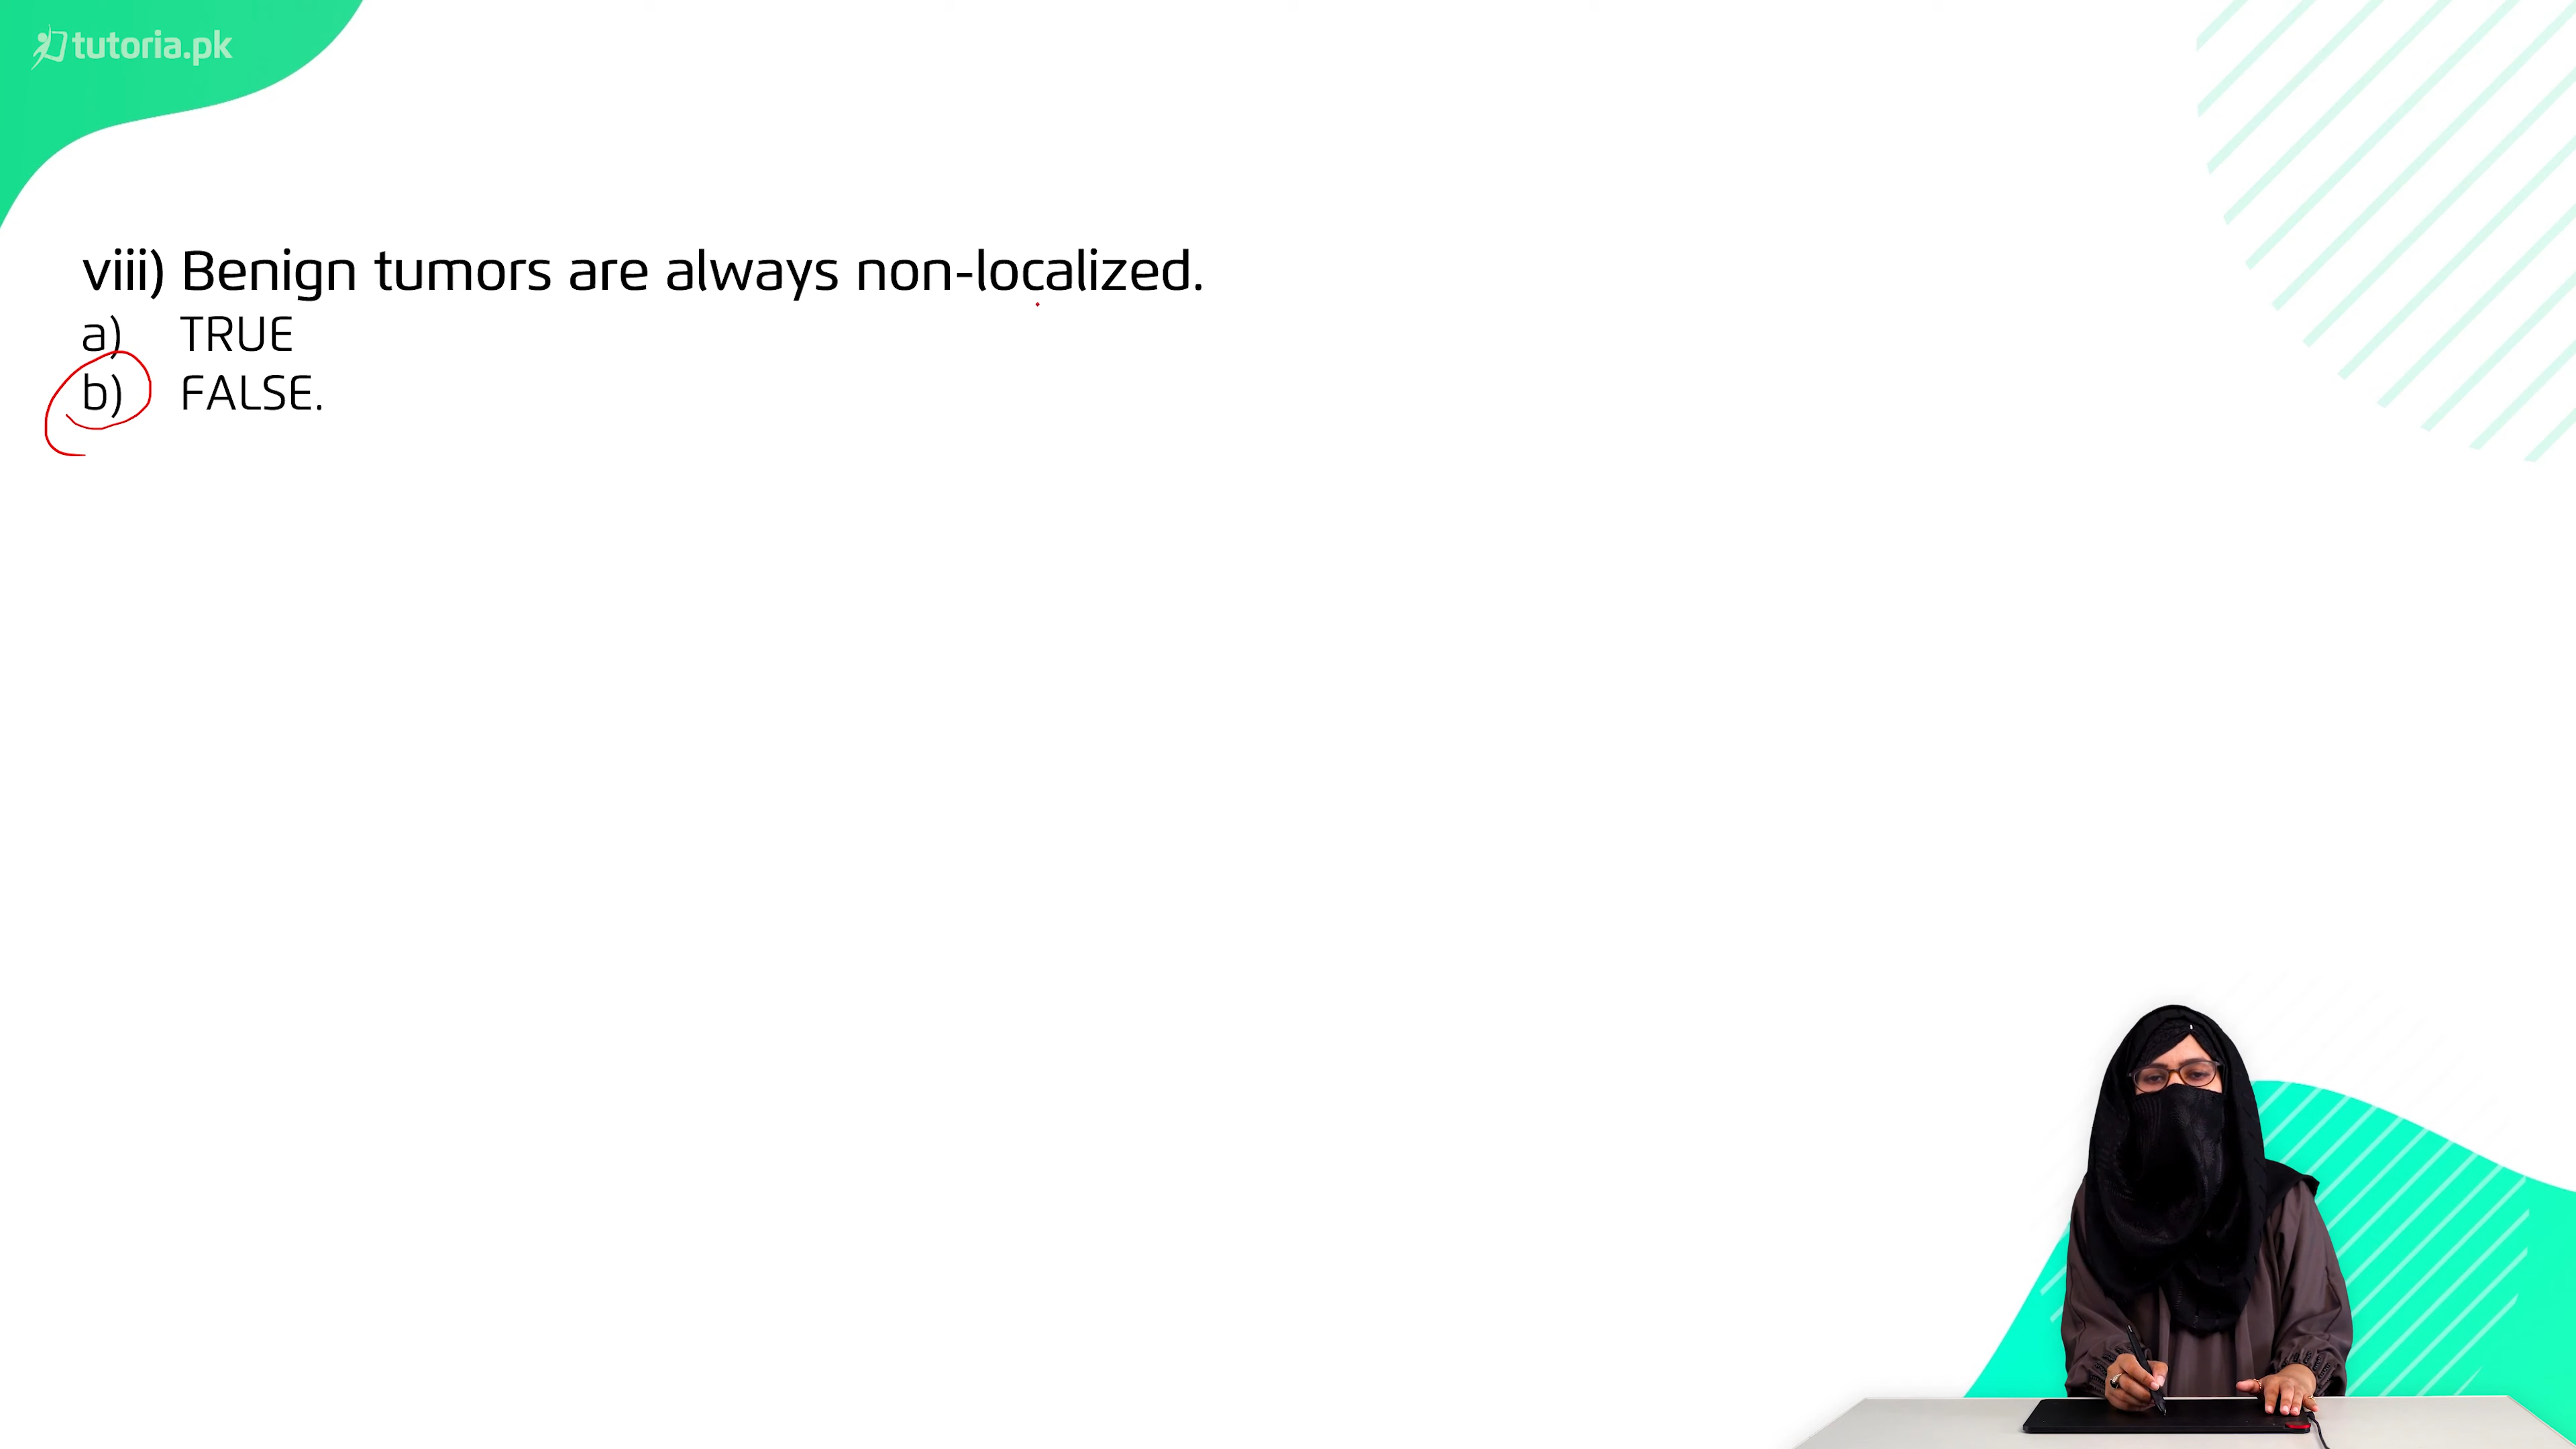 tutoria.pk
viii) Benign tumors are always non-localized.
a) TRUE
b) FALSE.